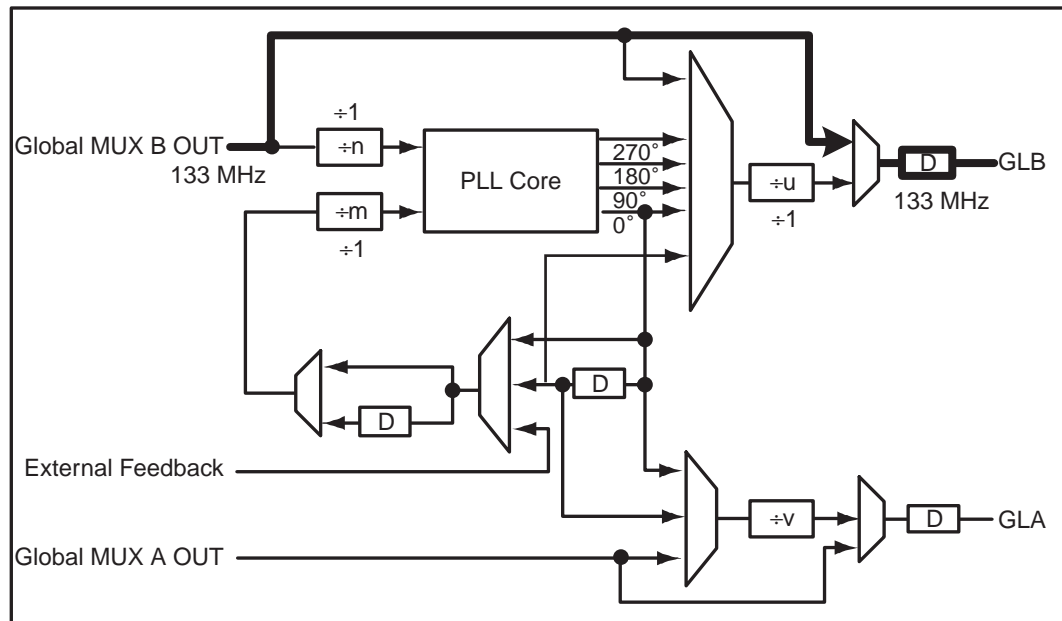 ÷1
Global MUX B OUT
÷n
133 MHz
PLL Core
270°
180°
90°
0°
÷u
÷1
D
GLB
133 MHz
÷m
÷1
D
D
External Feedback
Global MUX A OUT
÷v
D
GLA